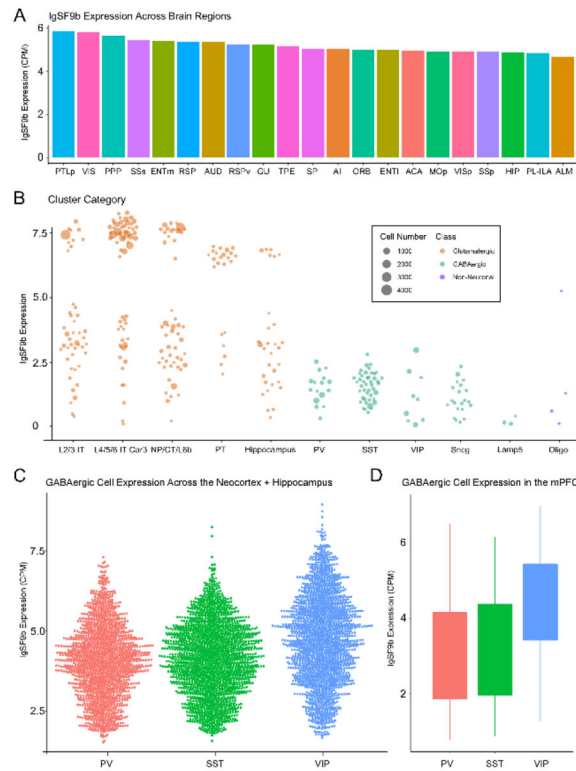 A
IgSF9b Expression Across Brain Regions
IgSF9b Expression (CPM)
6
4
2
0
PTLp VIS PPP SSs ENTm RSP AUD RSPv GU TPE SP AI ORB ENTl ACA MOp VISp SSp HIP PL-ILA ALM
B
Cluster Category
IgSF9b Expression
7.5
5.0
2.5
0
Cell Number Class
1000 Glutamatergic
2000 GABAergic
3000 Non-Neuronal
4000
L2/3 IT L4/5/6 IT Car3 NP/CT/L6b PT Hippocampus PV SST VIP Sncg Lamp5 Oligo
C
GABAergic Cell Expression Across the Neocortex + Hippocampus
IgSF9b Expression (CPM)
7.5
5.0
2.5
PV SST VIP
D
GABAergic Cell Expression in the mPFC
IgSF9b Expression (CPM)
6
4
2
PV SST VIP